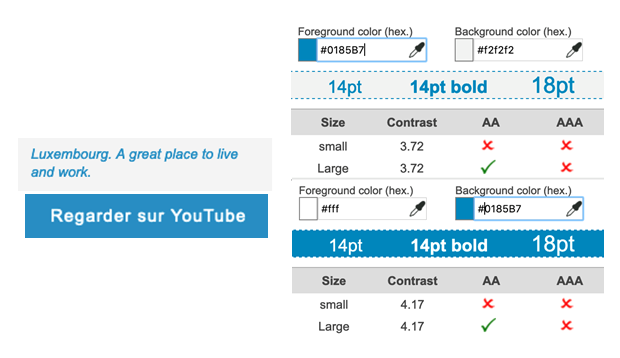 Luxembourg. A great place to live
and work.
Regarder sur YouTube
Foreground color (hex.) Background color (hex.)
#0185B7 #f2f2f2
14pt 14pt bold 18pt
Size Contrast AA AAA
small 3.72
Large 3.72
Foreground color (hex.) Background color (hex.)
#fff #0185B7
14pt 14pt bold 18pt
Size Contrast AA AAA
small 4.17
Large 4.17